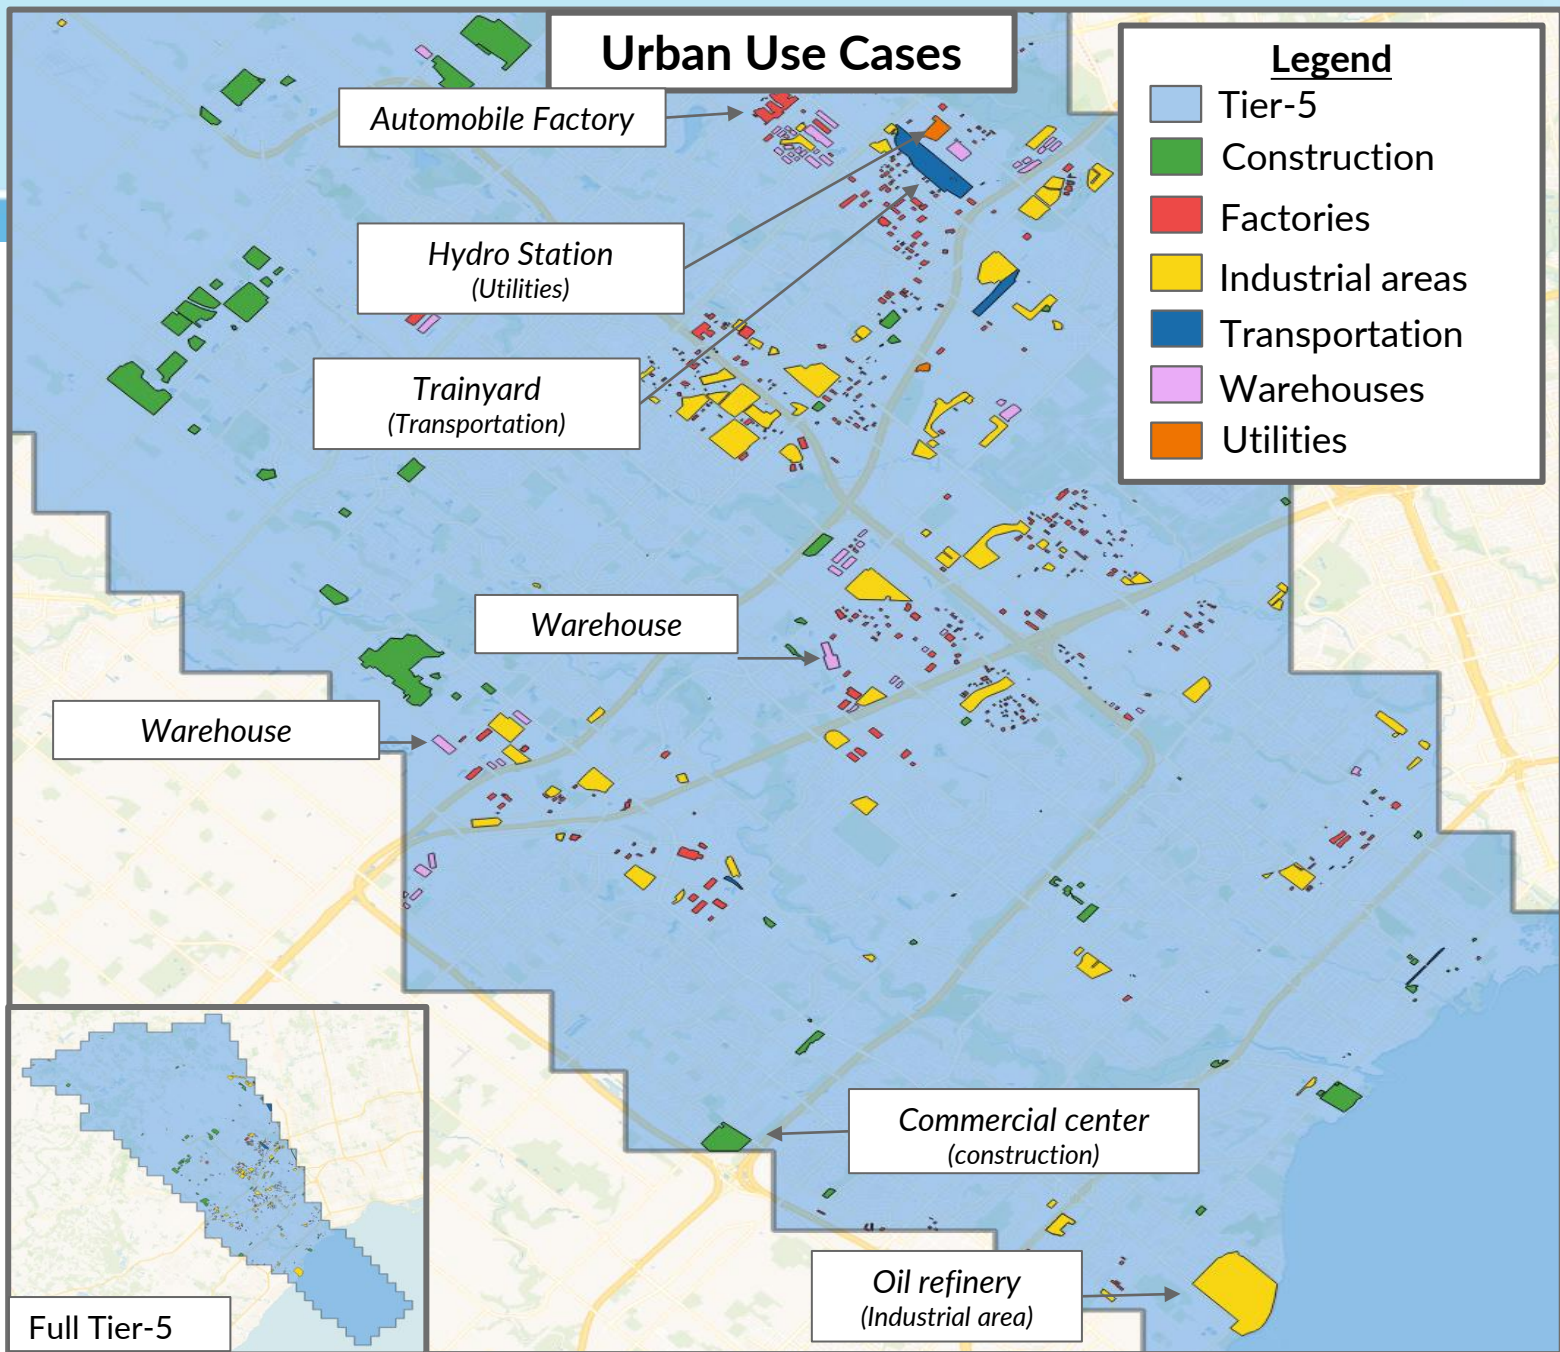 Urban Use Cases
Legend
Tier-5
Construction
Factories
Industrial areas
Transportation
Warehouses
Utilities
Automobile Factory
Hydro Station
(Utilities)
Trainyard
(Transportation)
Warehouse
Warehouse
Commercial center
(construction)
Oil refinery
(Industrial area)
Full Tier-5